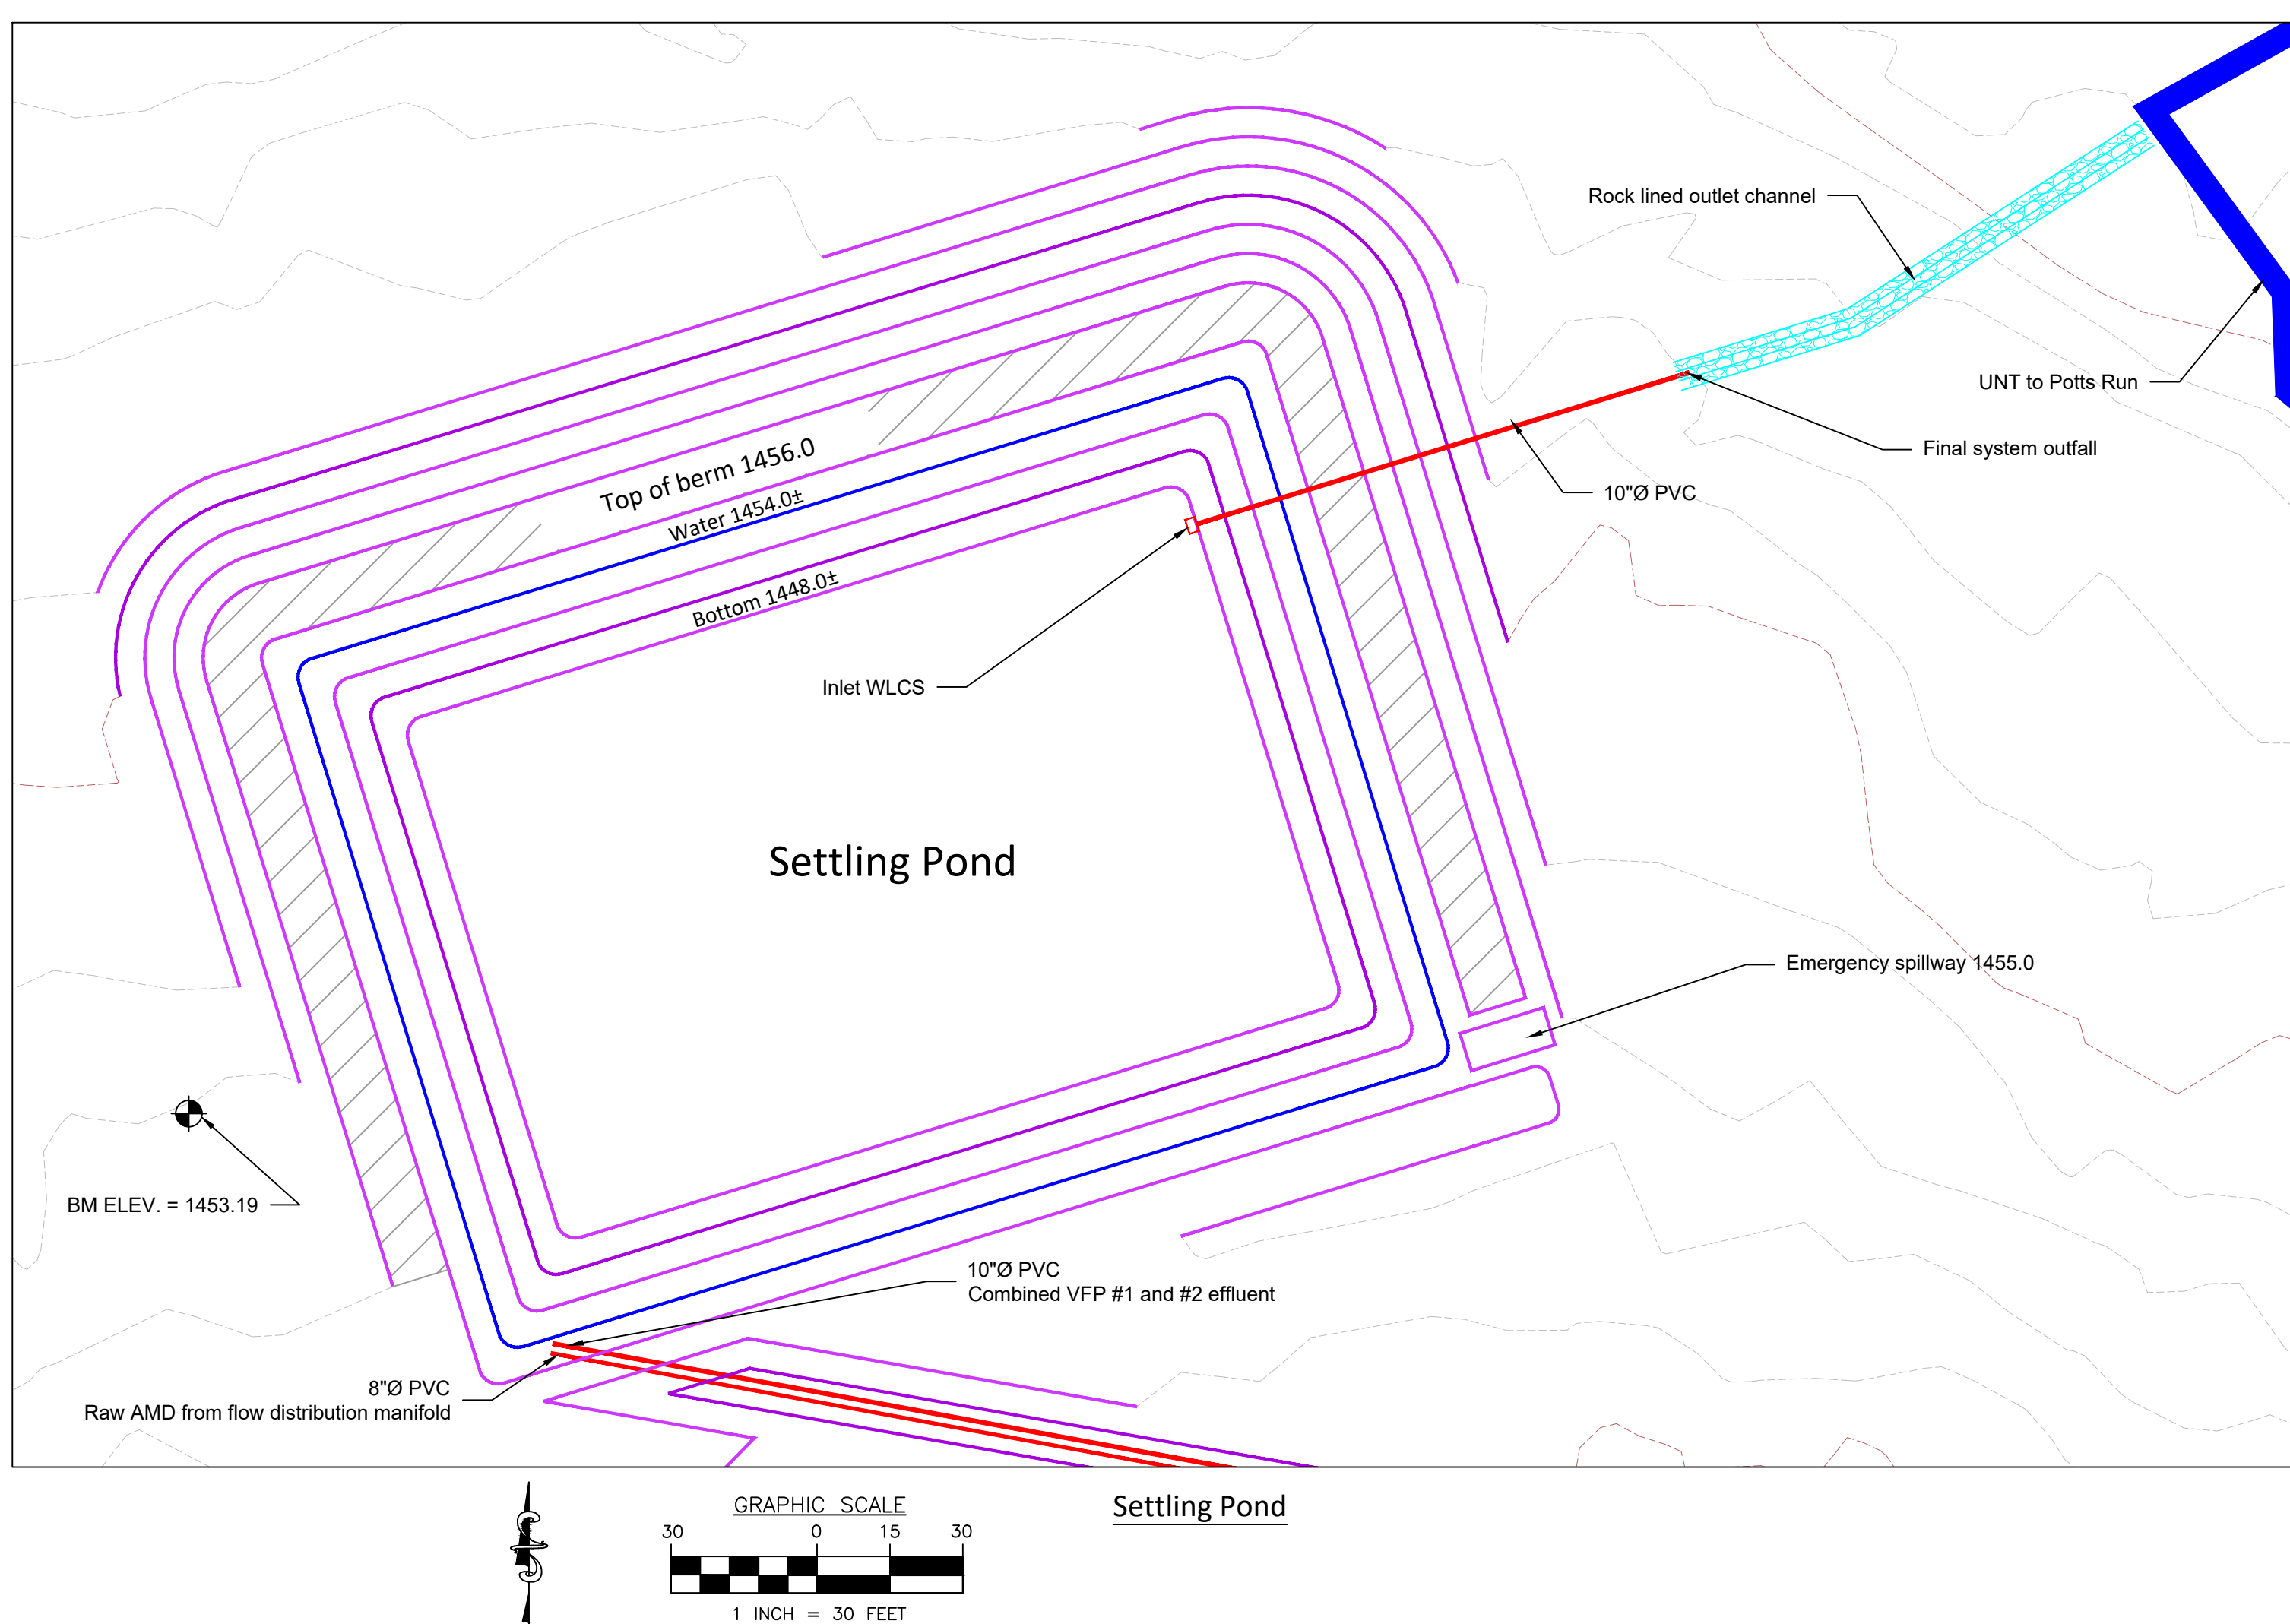 Rock lined outlet channel
UNT to Potts Run
Final system outfall
Top of berm 1456.0
10"Ø PVC
Water 1454.0±
Bottom 1448.0±
Inlet WLCS
Settling Pond
Emergency spillway 1455.0
BM ELEV. = 1453.19
10"Ø PVC
Combined VFP #1 and #2 effluent
8"Ø PVC
Raw AMD from flow distribution manifold
GRAPHIC SCALE
30 0 15 30
1 INCH = 30 FEET
Settling Pond